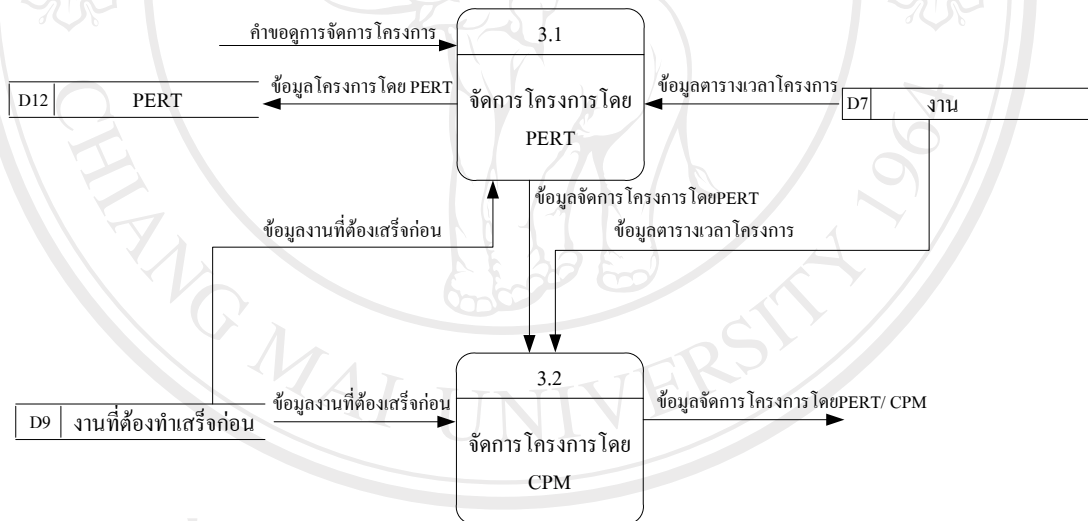 คำขอดูการจัดการโครงการ
3.1
D12 PERT
ข้อมูลโครงการโดย PERT
จัดการโครงการโดย
PERT
ข้อมูลตารางเวลาโครงการ
D7 งาน
ข้อมูลจัดการโครงการโดยPERT
ข้อมูลงานที่ต้องเสร็จก่อน
ข้อมูลตารางเวลาโครงการ
3.2
D9 งานที่ต้องทำเสร็จก่อน
ข้อมูลงานที่ต้องเสร็จก่อน
จัดการโครงการโดย
CPM
ข้อมูลจัดการโครงการโดยPERT/ CPM
CHIANG MAI UNIVERSITY 1964